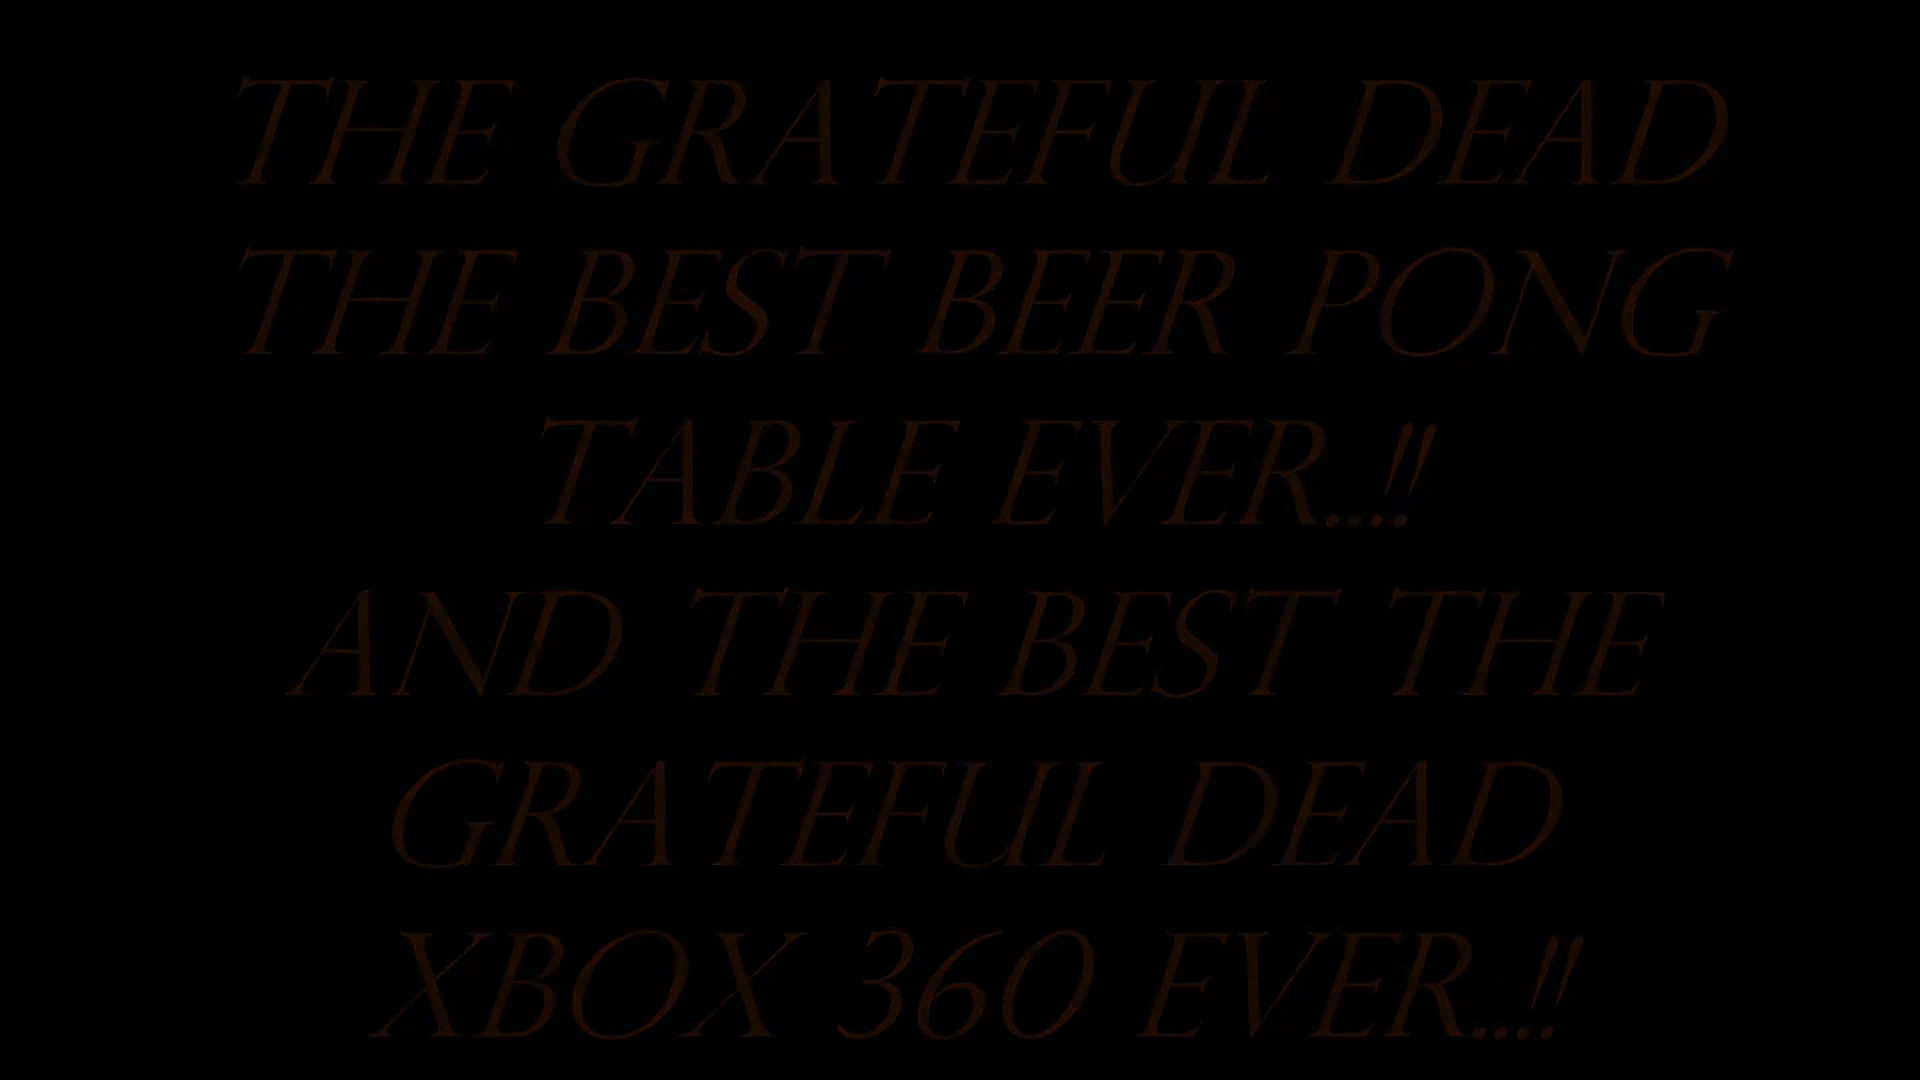 THE GRATEFUL DEAD
THE BEST BEER PONG
TABLE EVER....!!
AND THE BEST THE
GRATEFUL DEAD
XBOX 360 EVER....!!